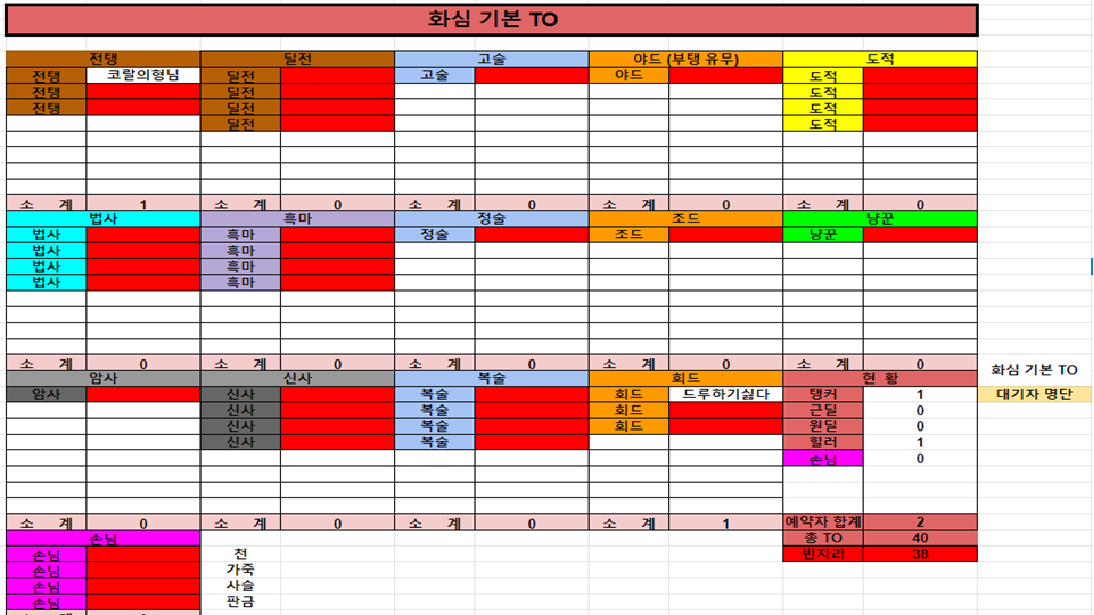 화심 기본 TO
전탱 딜전 고술 야드 (부탱 유무) 도적
전탱 코랄의형님 딜전 고술 야드 도적
전탱 딜전 도적
전탱 딜전 도적
딜전 도적
소 계 1 소 계 0 소 계 0 소 계 0 소 계 0
법사 흑마 정술 조드 냥꾼
법사 흑마 정술 조드 냥꾼
법사 흑마
법사 흑마
법사 흑마
소 계 0 소 계 0 소 계 0 소 계 0 소 계 0
화심 기본 TO
암사 신사 복술 회드 현 황
암사 신사 복술 회드 드루하기싫다 탱커 1 대기자 명단
신사 복술 회드 근딜 0
신사 복술 회드 원딜 0
신사 복술 힐러 1
손님 0
소 계 0 소 계 0 소 계 0 소 계 1 예약자 합계 2
손님 총 TO 40
손님 천 빈자리 38
손님 가죽
손님 사슬
손님 판금